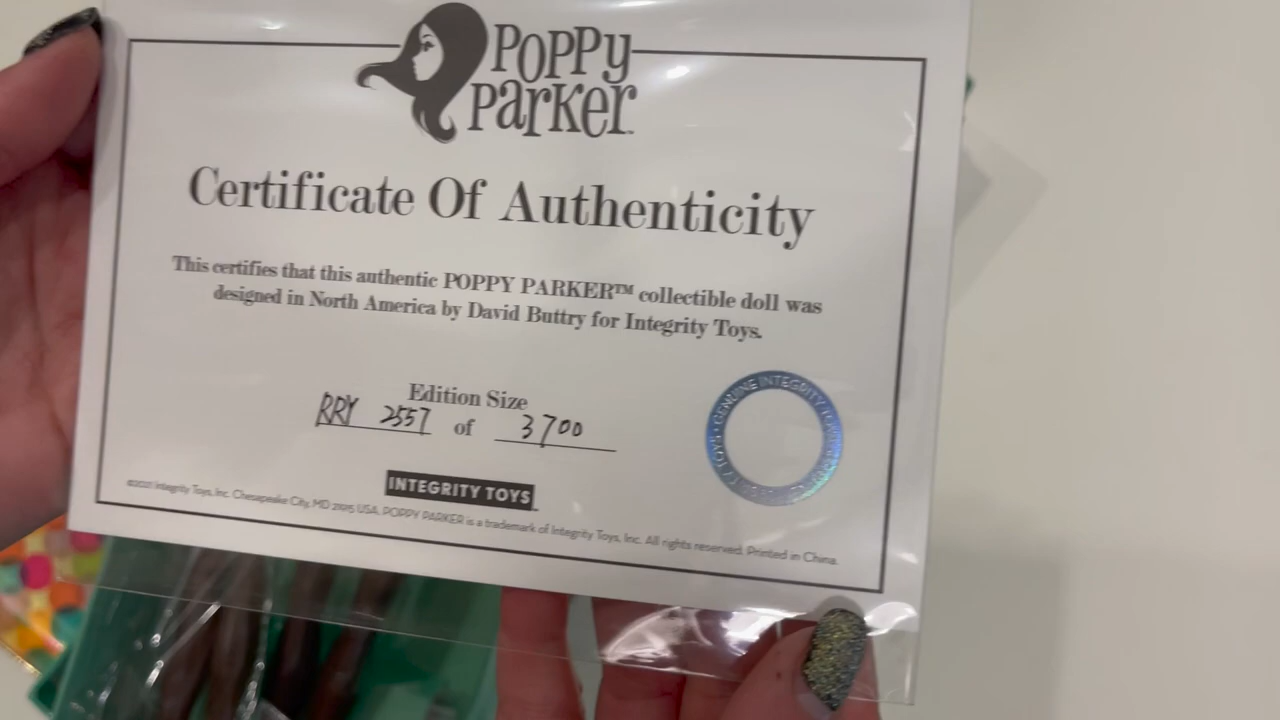 POPPY
PARKER
Certificate Of Authenticity
This certifies that this authentic POPPY PARKER™ collectible doll was
designed in North America by David Buttry for Integrity Toys.
Edition Size
RRY 2557 of 3700
GENUINE INTEGRITY TOYS
INTEGRITY TOYS
©2021 Integrity Toys, Inc. Chesapeake City, MD 21915 USA. POPPY PARKER is a trademark of Integrity Toys, Inc. All rights reserved. Printed in China.